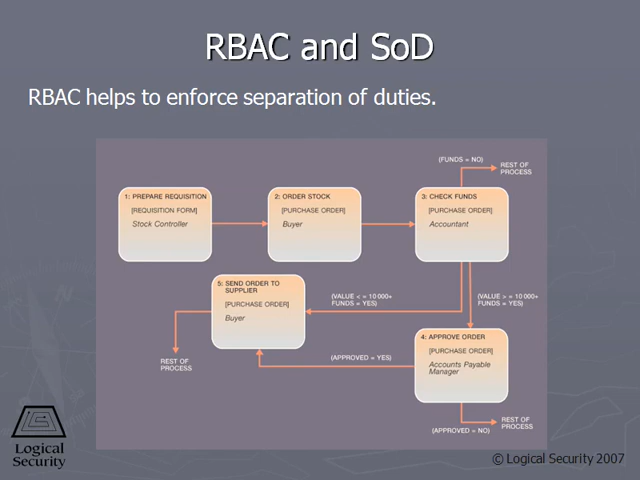 RBAC and SoD
RBAC helps to enforce separation of duties.
(FUNDS = NO)
REST OF
PROCESS
1: PREPARE REQUISITION
[REQUISITION FORM]
Stock Controller
2: ORDER STOCK
[PURCHASE ORDER]
Buyer
3: CHECK FUNDS
[PURCHASE ORDER]
Accountant
5: SEND ORDER TO
SUPPLIER
[PURCHASE ORDER]
Buyer
(VALUE < = 10 000+
FUNDS = YES)
(VALUE > = 10 000+
FUNDS = YES)
4: APPROVE ORDER
[PURCHASE ORDER]
Accounts Payable
Manager
(APPROVED = YES)
REST OF
PROCESS
REST OF
PROCESS
(APPROVED = NO)
Logical
Security
© Logical Security 2007